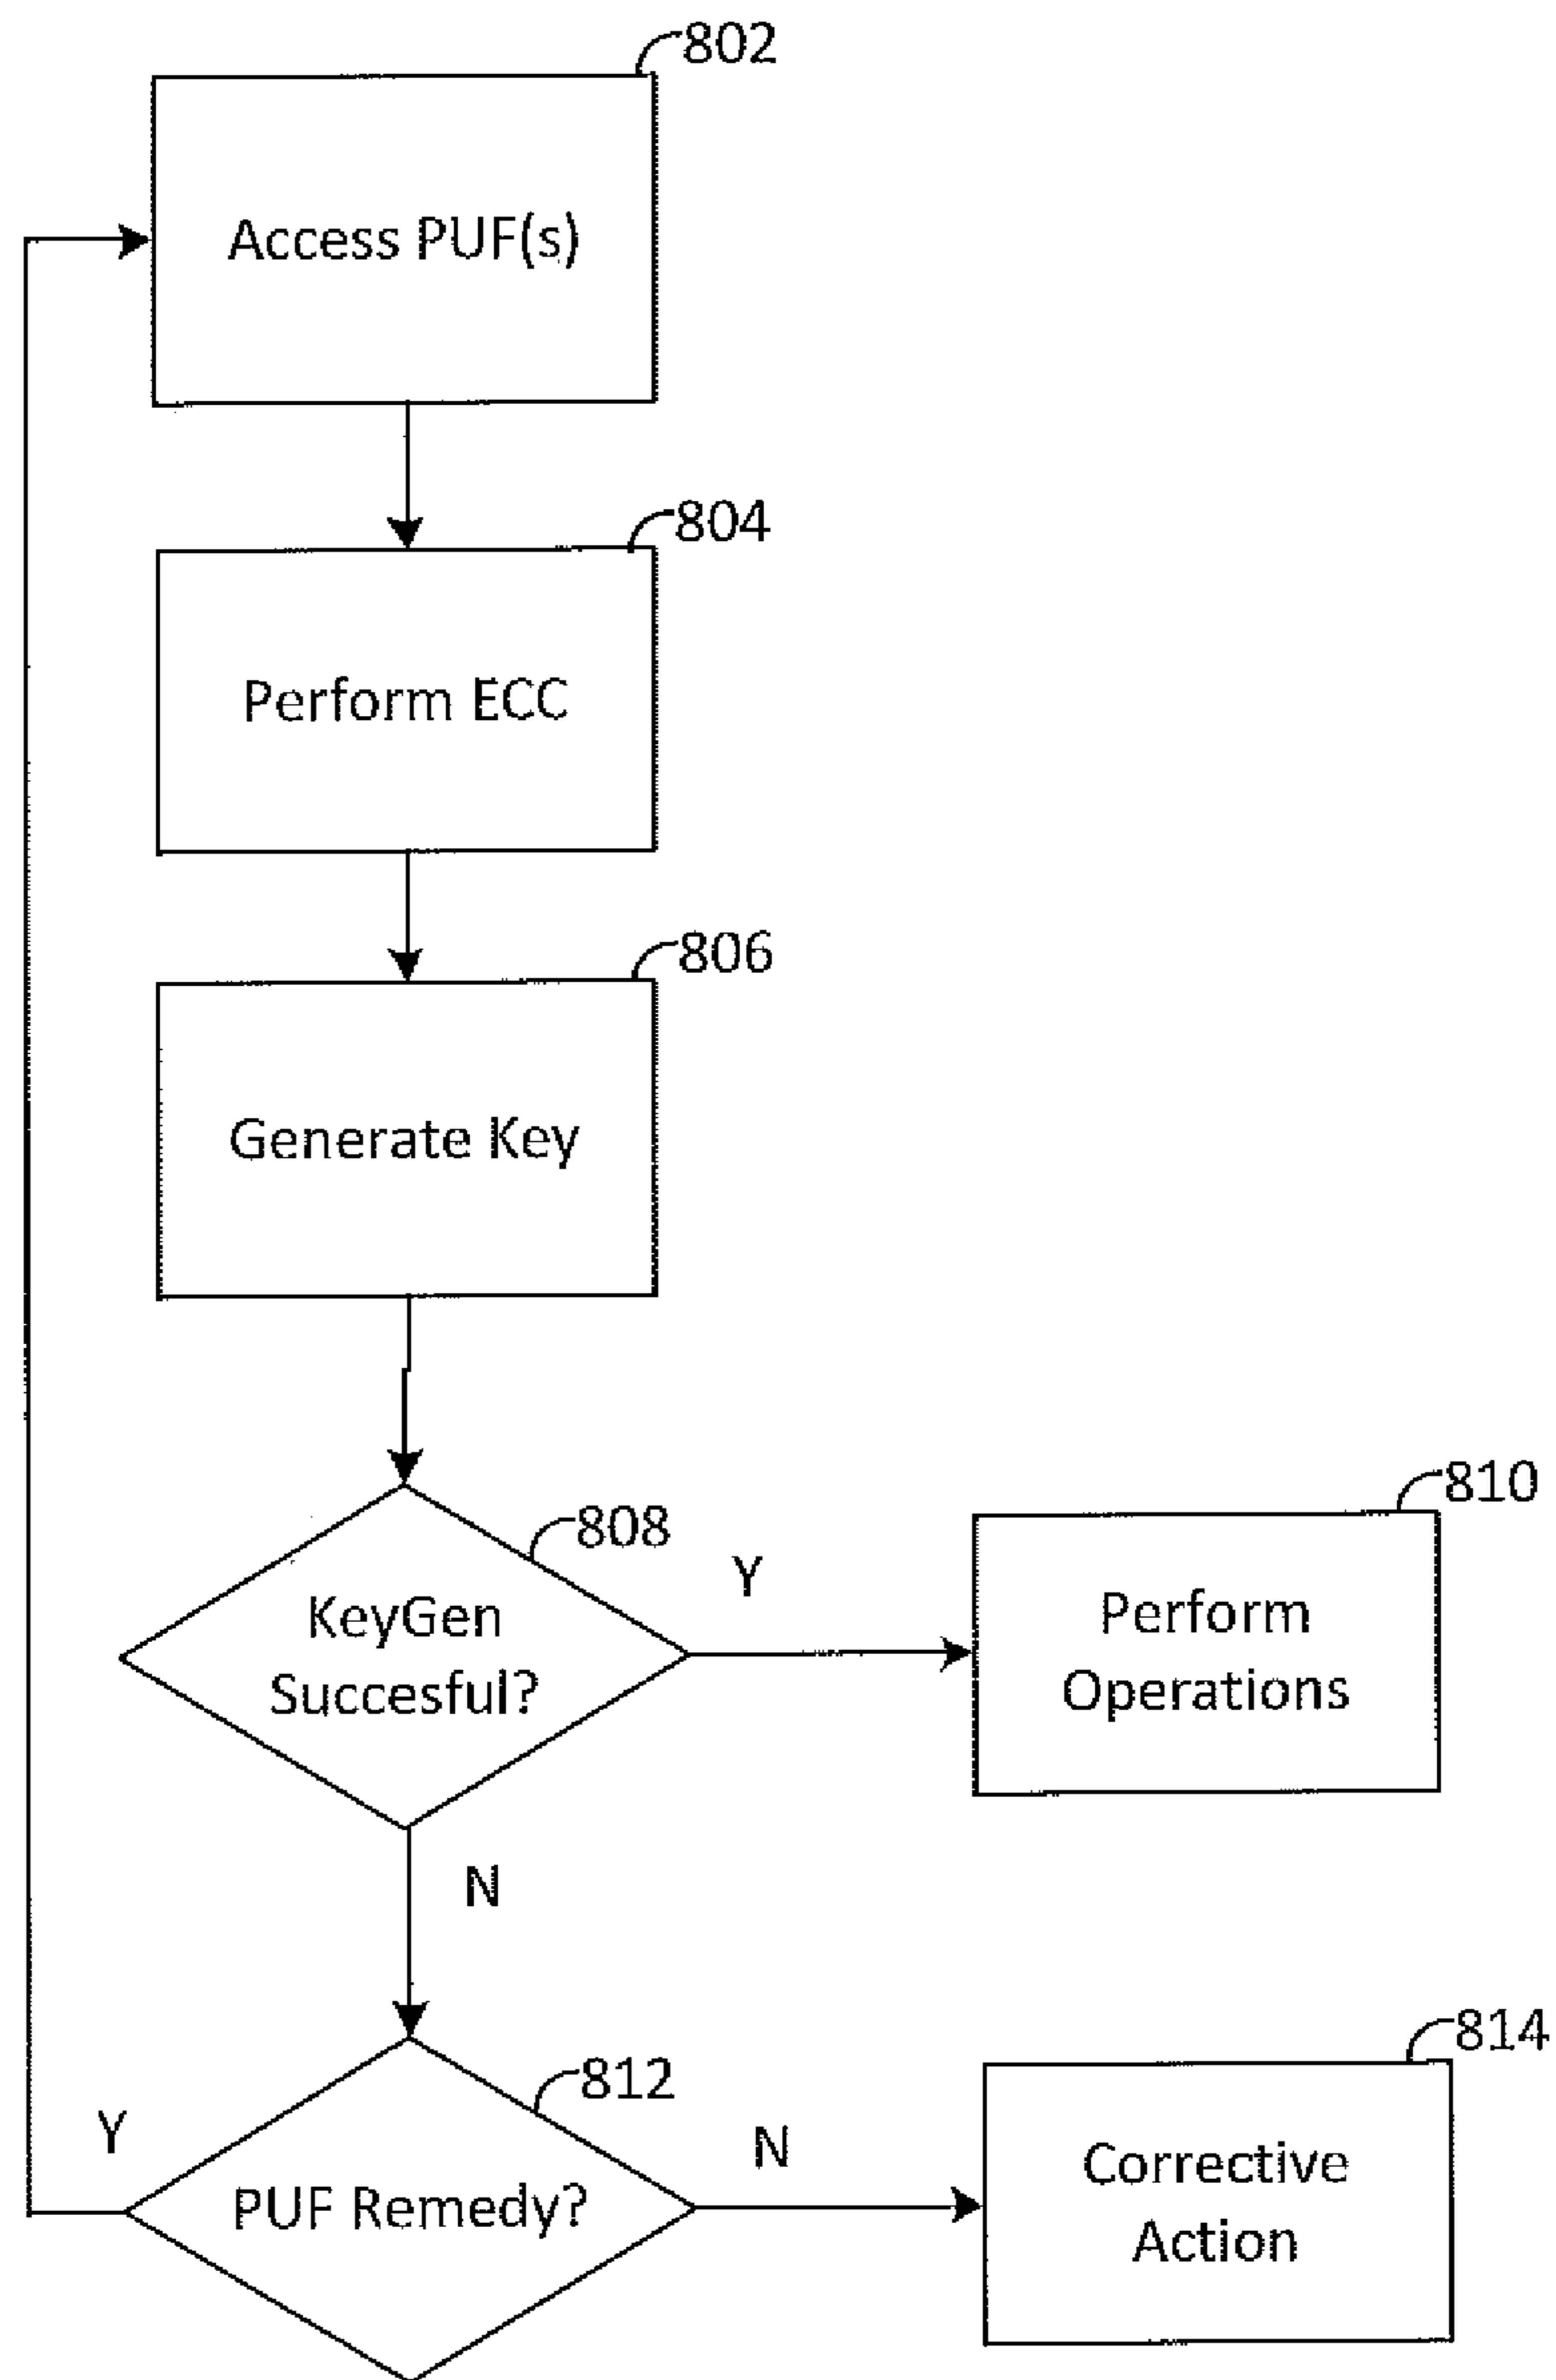 802
Access PUF(s)
804
Perform ECC
806
Generate Key
808
KeyGen
Succesful?
Y
810
Perform
Operations
N
812
PUF Remedy?
Y
N
814
Corrective
Action